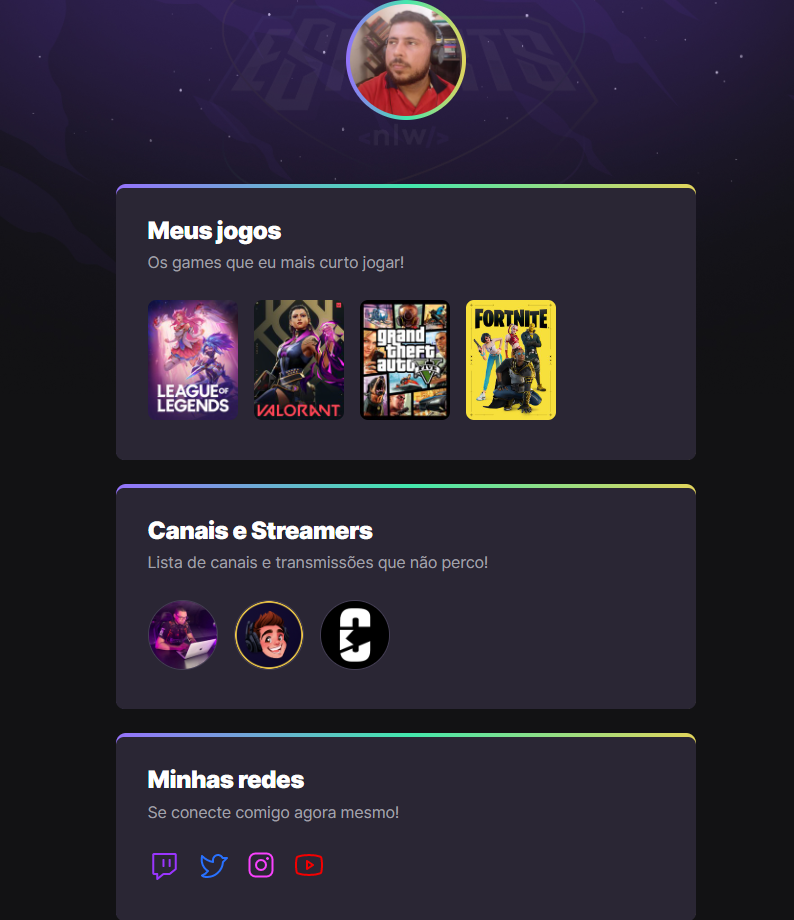 <nlw/>
Meus jogos
Os games que eu mais curto jogar!
LEAGUE OF
LEGENDS
VALORANT
grand
theft
auto
FIVE
FORTNITE
Canais e Streamers
Lista de canais e transmissões que não perco!
Minhas redes
Se conecte comigo agora mesmo!